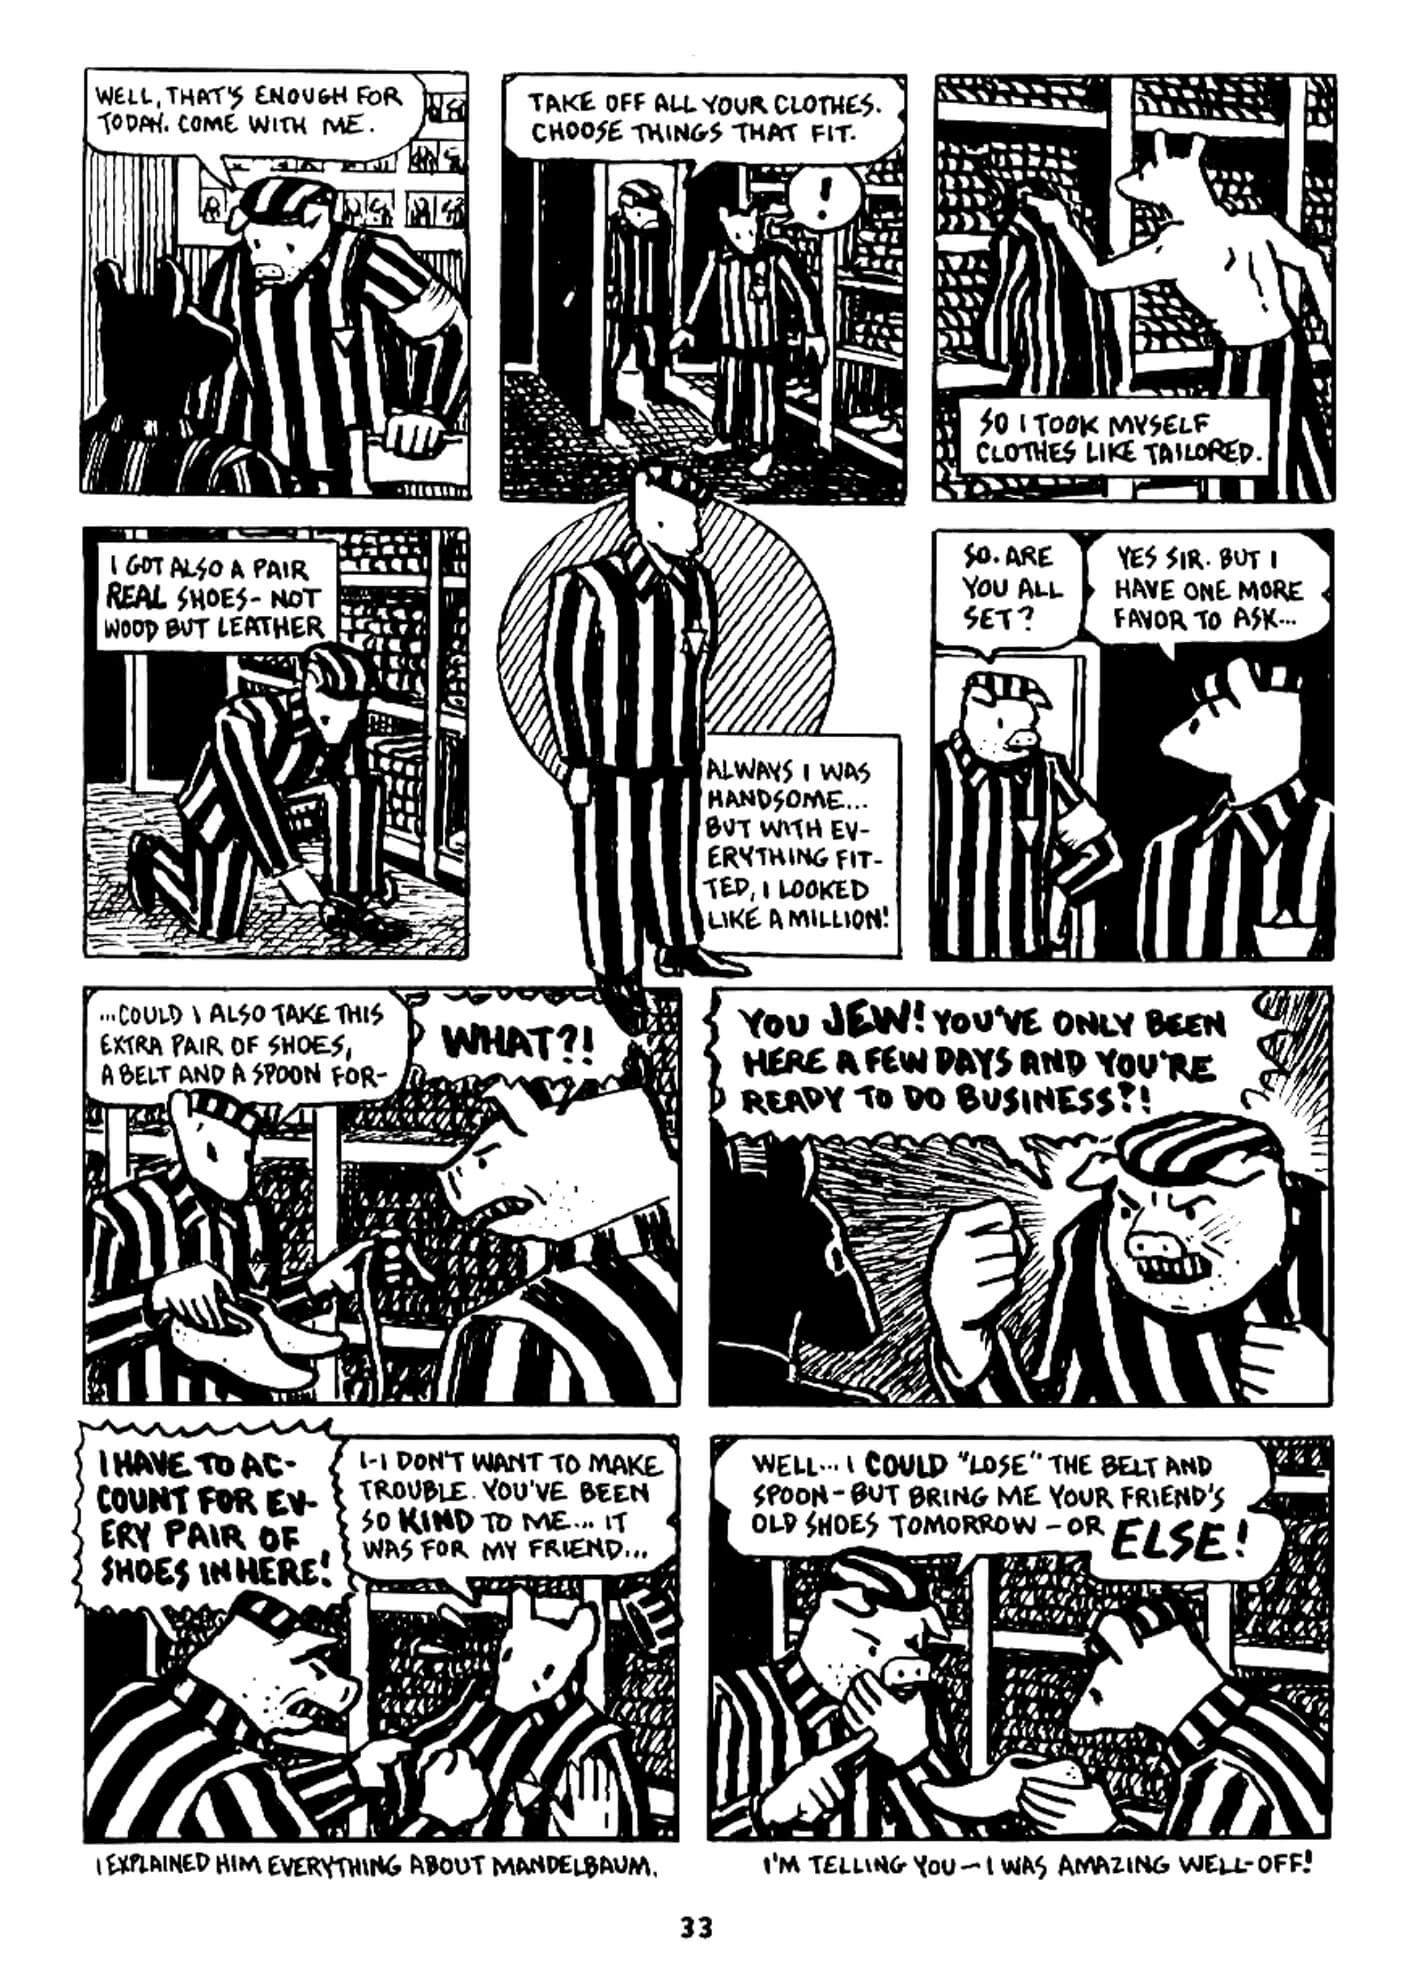 WELL, THAT'S ENOUGH FOR
TODAY. COME WITH ME.
TAKE OFF ALL YOUR CLOTHES.
CHOOSE THINGS THAT FIT.
!
SO I TOOK MYSELF
CLOTHES LIKE TAILORED.
I GOT ALSO A PAIR
REAL SHOES- NOT
WOOD BUT LEATHER
ALWAYS I WAS
HANDSOME...
BUT WITH EV-
ERYTHING FIT-
TED, I LOOKED
LIKE A MILLION!
SO. ARE
YOU ALL
SET?
YES SIR. BUT I
HAVE ONE MORE
FAVOR TO ASK...
...COULD I ALSO TAKE THIS
EXTRA PAIR OF SHOES,
A BELT AND A SPOON FOR-
WHAT?!
YOU JEW! YOU'VE ONLY BEEN
HERE A FEW DAYS AND YOU'RE
READY TO DO BUSINESS?!
I HAVE TO AC-
COUNT FOR EV-
ERY PAIR OF
SHOES IN HERE!
I-I DON'T WANT TO MAKE
TROUBLE. YOU'VE BEEN
SO KIND TO ME... IT
WAS FOR MY FRIEND...
WELL... I COULD "LOSE" THE BELT AND
SPOON-BUT BRING ME YOUR FRIEND'S
OLD SHOES TOMORROW -OR ELSE!
I EXPLAINED HIM EVERYTHING ABOUT MANDELBAUM.
I'M TELLING YOU-I WAS AMAZING WELL-OFF!
33